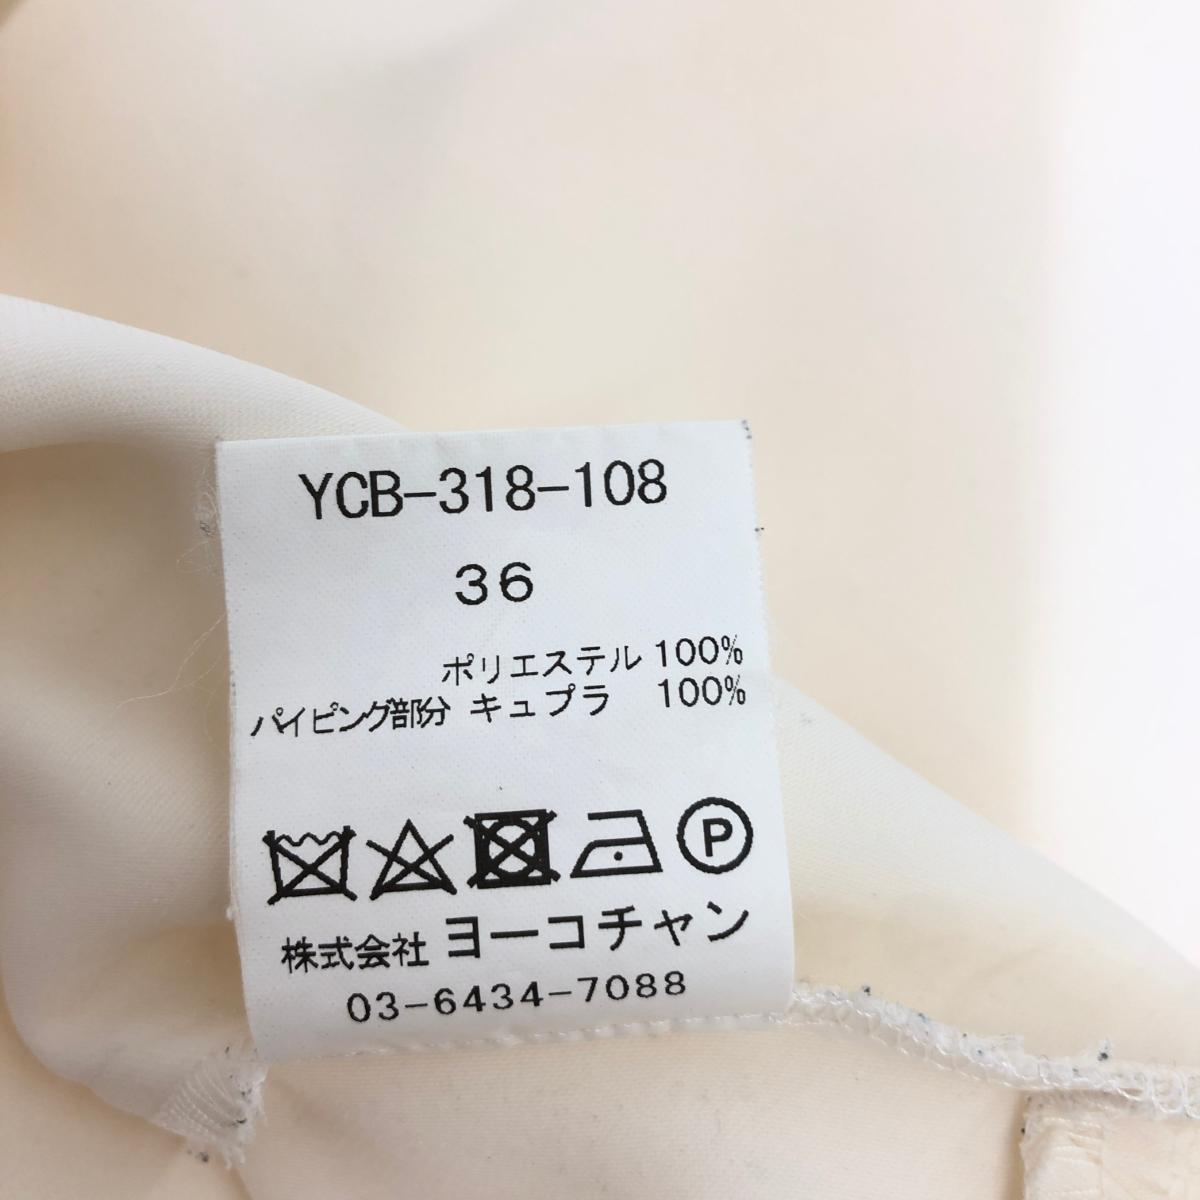 YCB-318-108
36
ポリエステル 100%
パイピング部分 キュプラ 100%
P
株式会社 ヨーコチャン
03-6434-7088